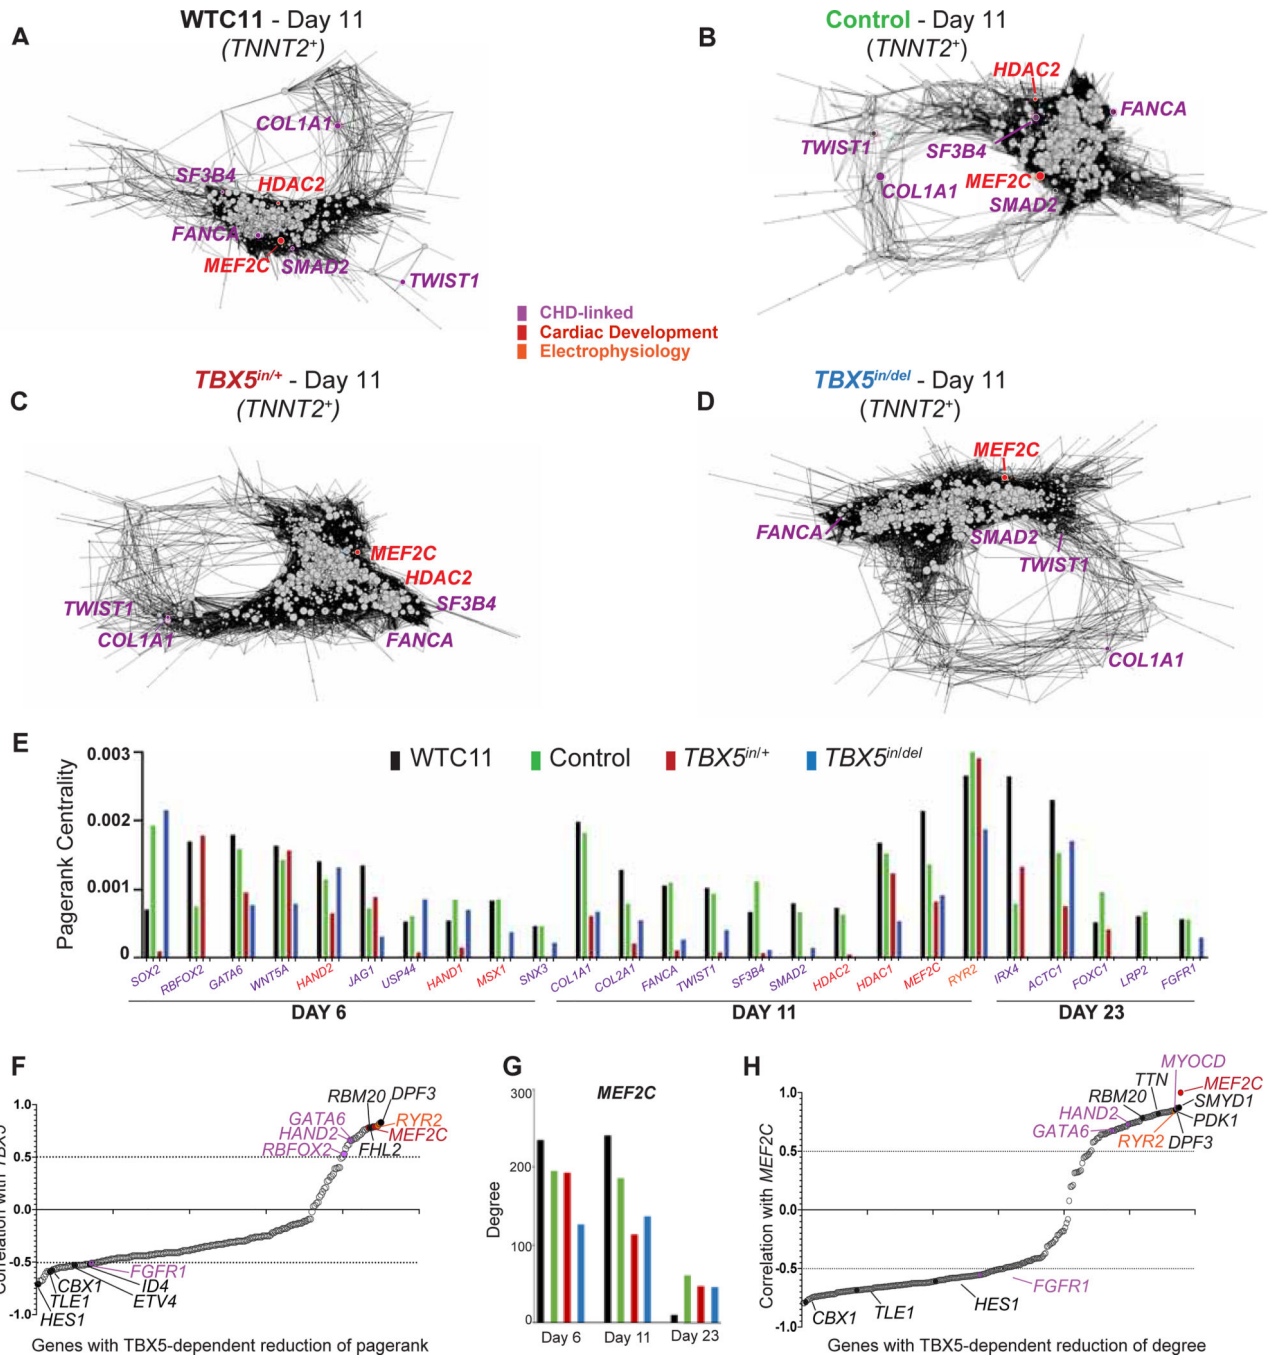 A
WTC11 - Day 11
(TNNT2+)
COL1A1
SF3B4
HDAC2
FANCA
MEF2C
SMAD2
TWIST1
B
Control - Day 11
(TNNT2+)
HDAC2
FANCA
TWIST1
SF3B4
COL1A1
MEF2C
SMAD2
CHD-linked
Cardiac Development
Electrophysiology
C
TBX5in/+ - Day 11
(TNNT2+)
MEF2C
HDAC2
TWIST1
SF3B4
COL1A1
FANCA
D
TBX5in/del - Day 11
(TNNT2+)
MEF2C
FANCA
SMAD2
TWIST1
COL1A1
E
Pagerank Centrality
0.003
0.002
0.001
0
WTC11 Control TBX5in/+ TBX5in/del
SOX2 RBFOX2 GATA6 WNT5A HAND2 JAG1 USP44 HAND1 MSX1 SNX3 COL1A1 COL2A1 FANCA TWIST1 SF3B4 SMAD2 HDAC2 HDAC1 MEF2C RYR2 IRX4 ACTC1 FOXC1 LRP2 FGFR1
DAY 6 DAY 11 DAY 23
F
Correlation with TBX5
1.0
0.5
0.0
-0.5
-1.0
RBM20 DPF3
GATA6
RYR2
HAND2
MEF2C
RBFOX2
FHL2
FGFR1
CBX1
ID4
TLE1
ETV4
HES1
Genes with TBX5-dependent reduction of pagerank
G
MEF2C
Degree
300
200
100
0
Day 6 Day 11 Day 23
H
Correlation with MEF2C
1.0
0.5
0.0
-0.5
-1.0
MYOCD
TTN
MEF2C
RBM20
SMYD1
HAND2
PDK1
GATA6
RYR2
DPF3
FGFR1
HES1
TLE1
CBX1
Genes with TBX5-dependent reduction of degree